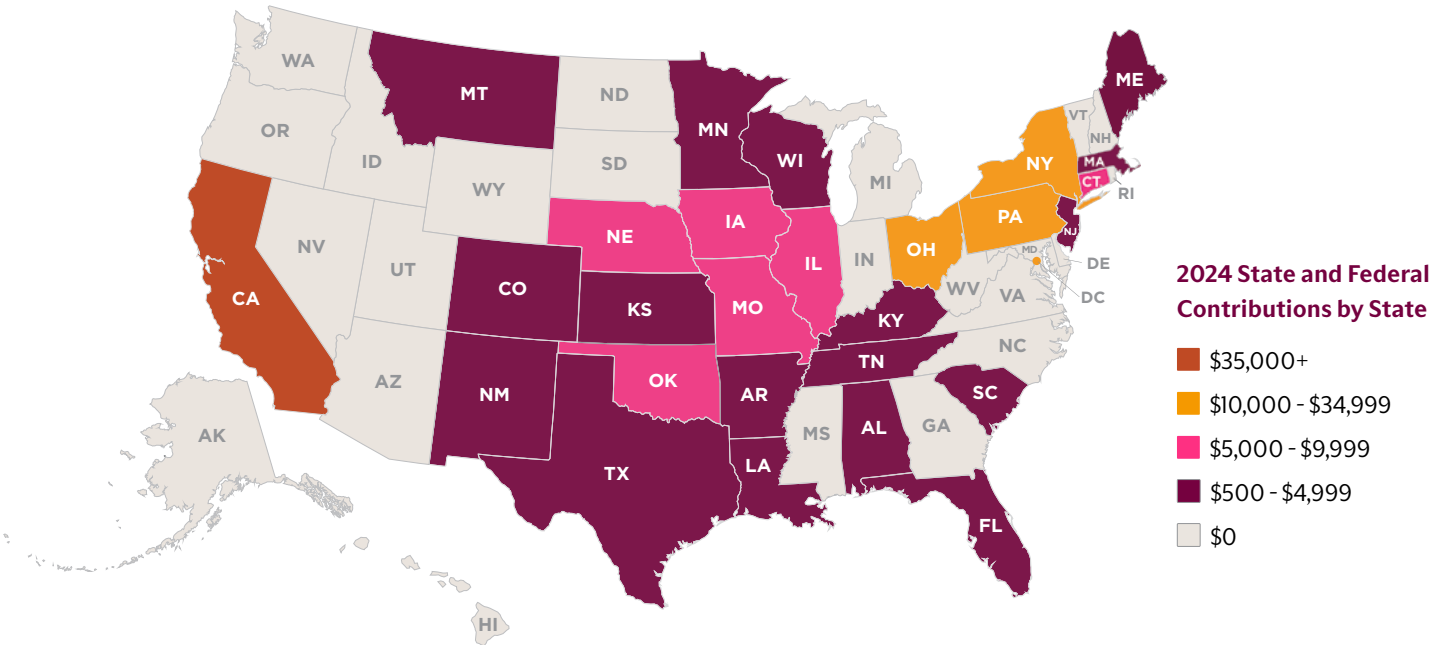 WA
MT
ND
MN
ME
OR
ID
SD
WI
MI
VT
NH
NY
MA
CT
RI
WY
NE
IA
IL
IN
OH
PA
NJ
NV
UT
CO
KS
MO
KY
WV
VA
MD
DE
DC
CA
AZ
NM
OK
AR
TN
NC
SC
TX
LA
MS
AL
GA
FL
AK
HI
2024 State and Federal
Contributions by State
$35,000+
$10,000 - $34,999
$5,000 - $9,999
$500 - $4,999
$0